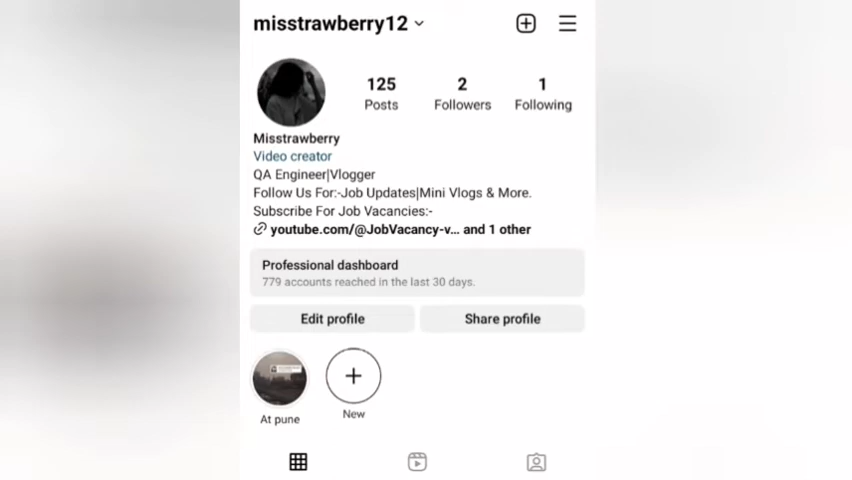 misstrawberry12
125 2 1
Posts Followers Following
Misstrawberry
Video creator
QA Engineer|Vlogger
Follow Us For:-Job Updates|Mini Vlogs & More.
Subscribe For Job Vacancies:-
youtube.com/@JobVacancy-v... and 1 other
Professional dashboard
779 accounts reached in the last 30 days.
Edit profile Share profile
At pune New